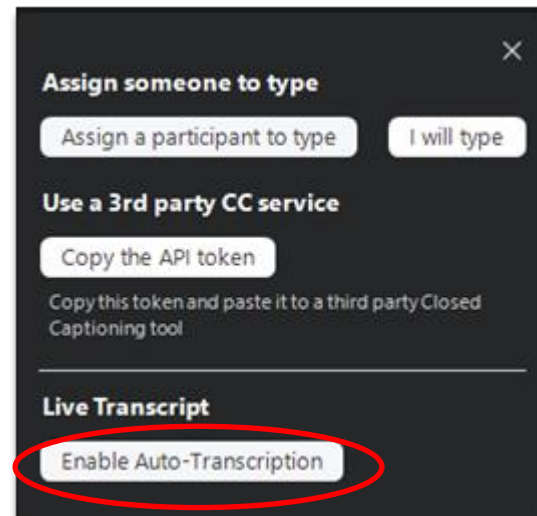 Assign someone to type
Assign a participant to type I will type
Use a 3rd party CC service
Copy the API token
Copy this token and paste it to a third party Closed
Captioning tool
Live Transcript
Enable Auto-Transcription